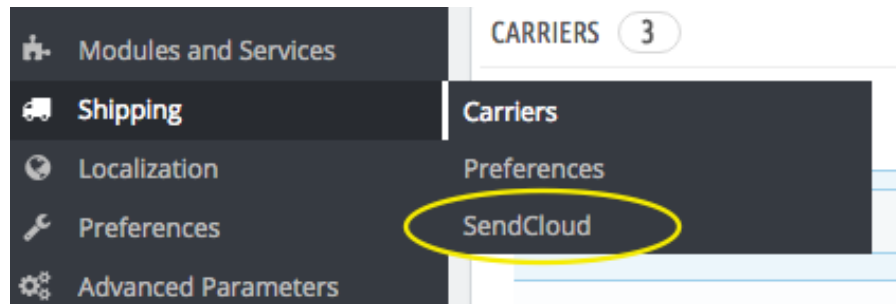 CARRIERS 3
Modules and Services
Shipping
Carriers
Localization
Preferences
Preferences
SendCloud
Advanced Parameters